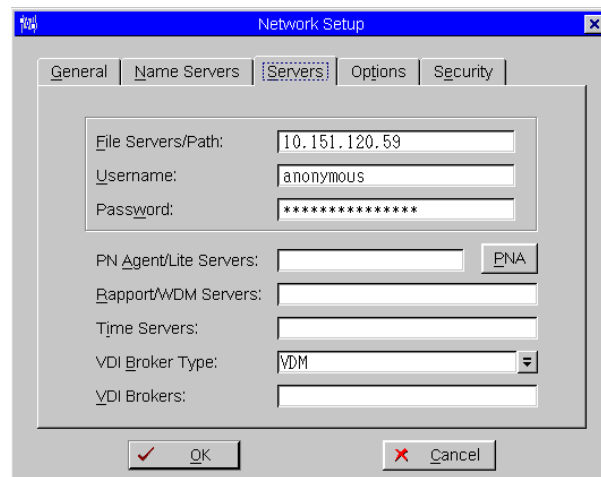 Network Setup
General Name Servers Servers Options Security
File Servers/Path: 10.151.120.59
Username: anonymous
Password: ***************
PN Agent/Lite Servers: PNA
Rapport/WDM Servers:
Time Servers:
VDI Broker Type: VDM
VDI Brokers:
OK Cancel